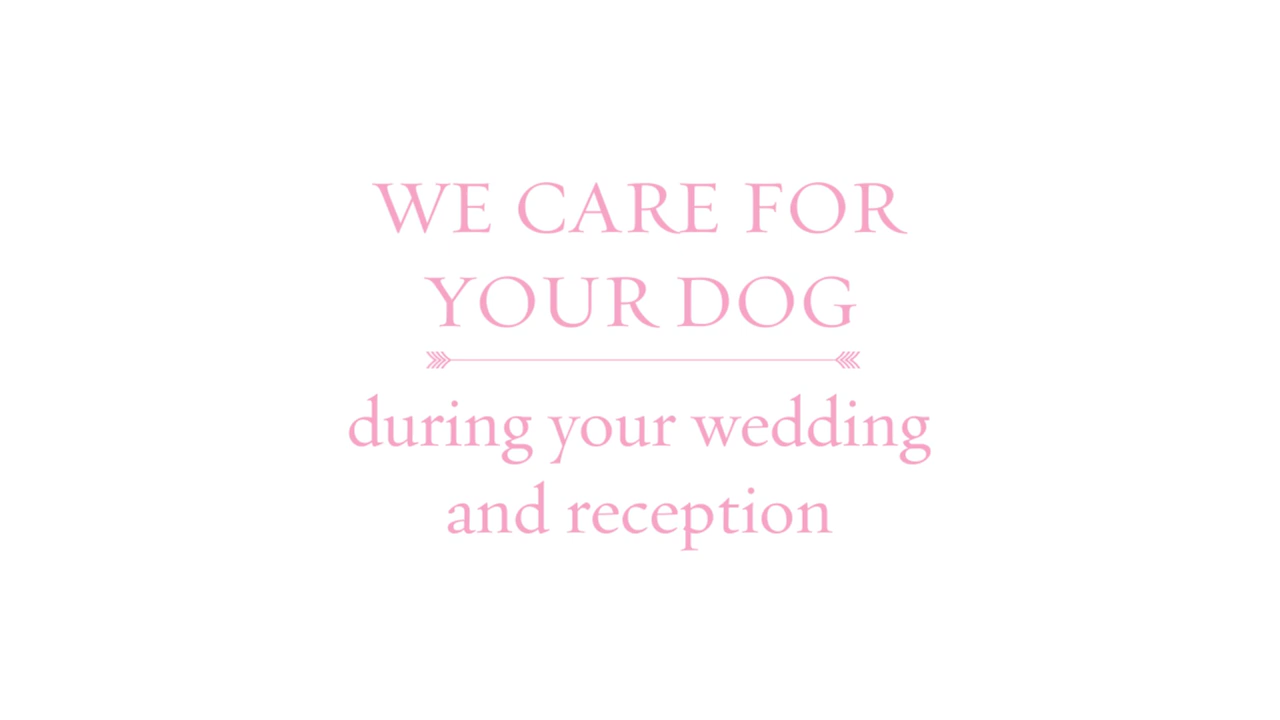 WE CARE FOR
YOUR DOG
during your wedding
and reception